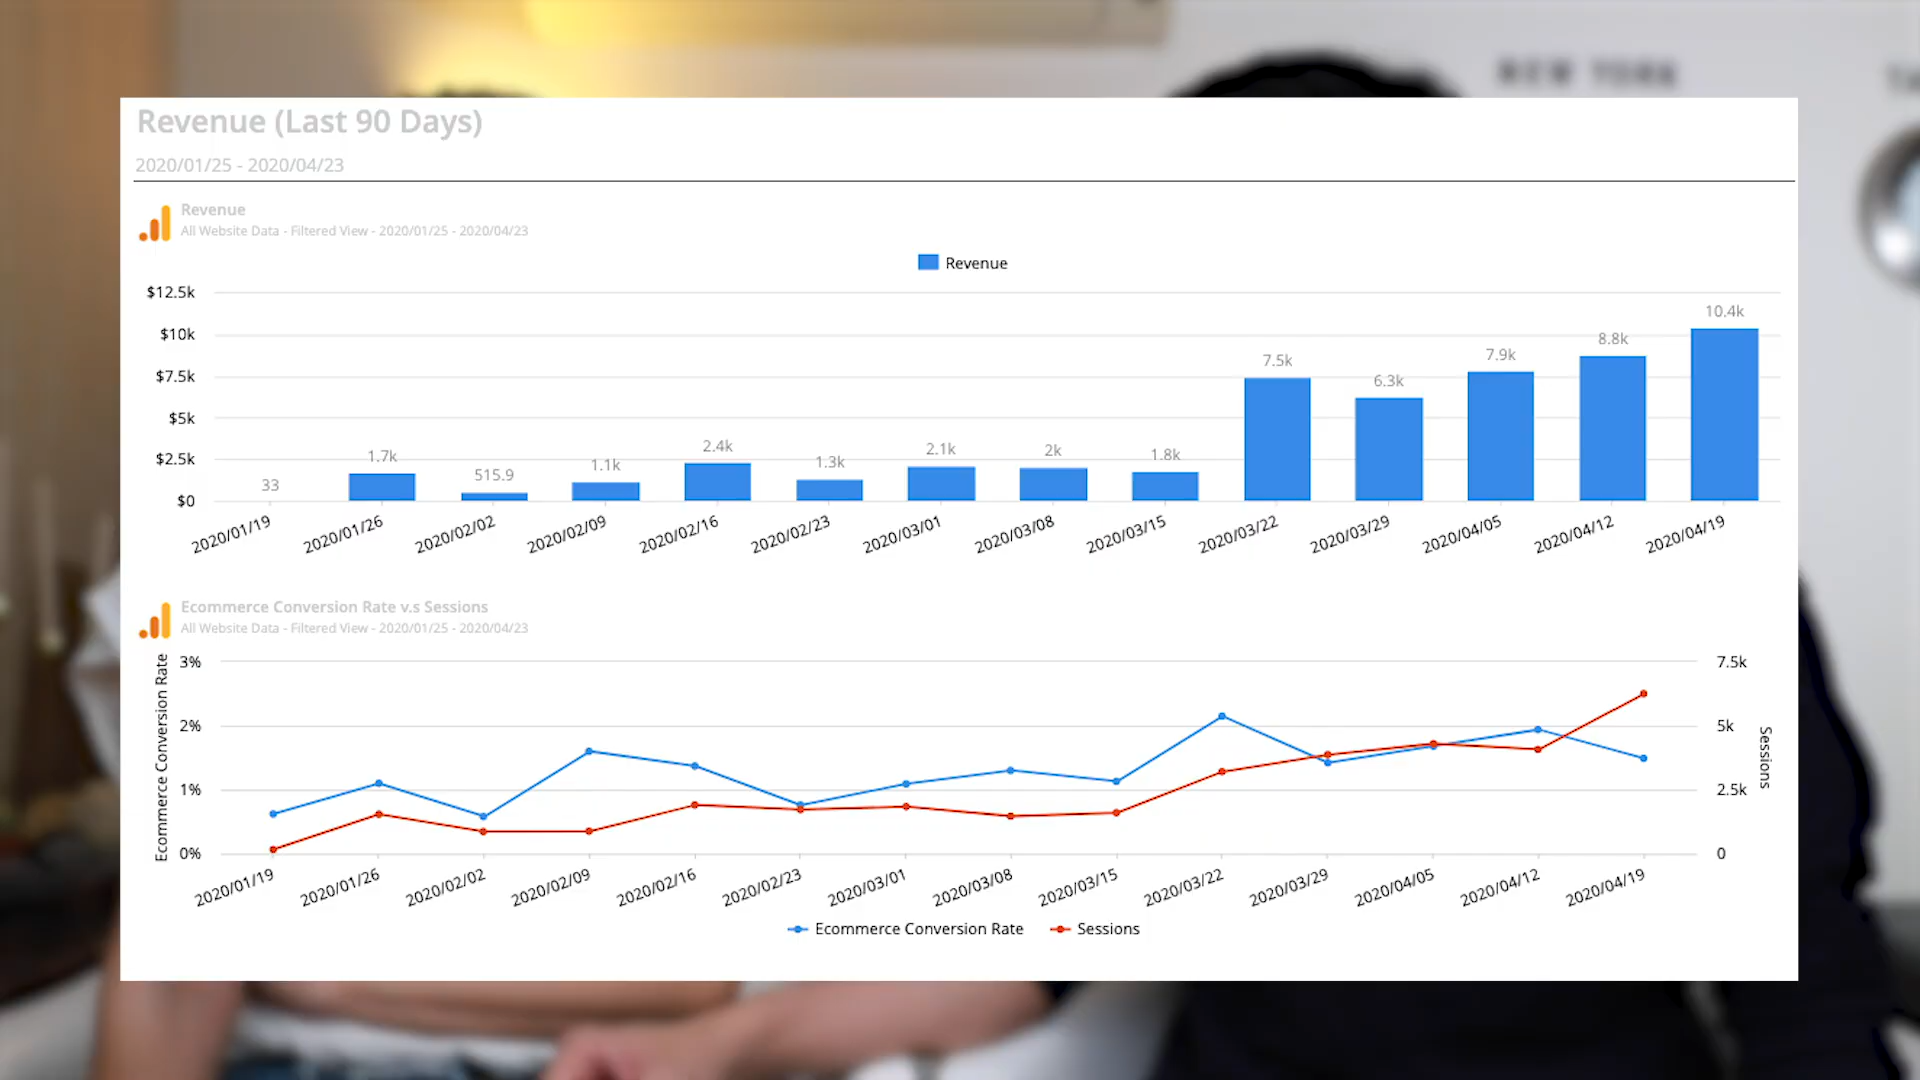 NEW YORK
Revenue (Last 90 Days)
2020/01/25 - 2020/04/23
Revenue
All Website Data - Filtered View - 2020/01/25 - 2020/04/23
Revenue
$12.5k
$10k
$7.5k
$5k
$2.5k
$0
33
1.7k
515.9
1.1k
2.4k
1.3k
2.1k
2k
1.8k
7.5k
6.3k
7.9k
8.8k
10.4k
2020/01/19
2020/01/26
2020/02/02
2020/02/09
2020/02/16
2020/02/23
2020/03/01
2020/03/08
2020/03/15
2020/03/22
2020/03/29
2020/04/05
2020/04/12
2020/04/19
Ecommerce Conversion Rate v.s Sessions
All Website Data - Filtered View - 2020/01/25 - 2020/04/23
Ecommerce Conversion Rate
3%
2%
1%
0%
7.5k
5k
2.5k
0
Sessions
2020/01/19
2020/01/26
2020/02/02
2020/02/09
2020/02/16
2020/02/23
2020/03/01
2020/03/08
2020/03/15
2020/03/22
2020/03/29
2020/04/05
2020/04/12
2020/04/19
Ecommerce Conversion Rate
Sessions